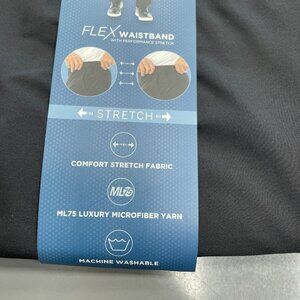 FLEX WAISTBAND
WITH PERFORMANCE STRETCH
STRETCH
COMFORT STRETCH FABRIC
ML75
ML75 LUXURY MICROFIBER YARN
MACHINE WASHABLE